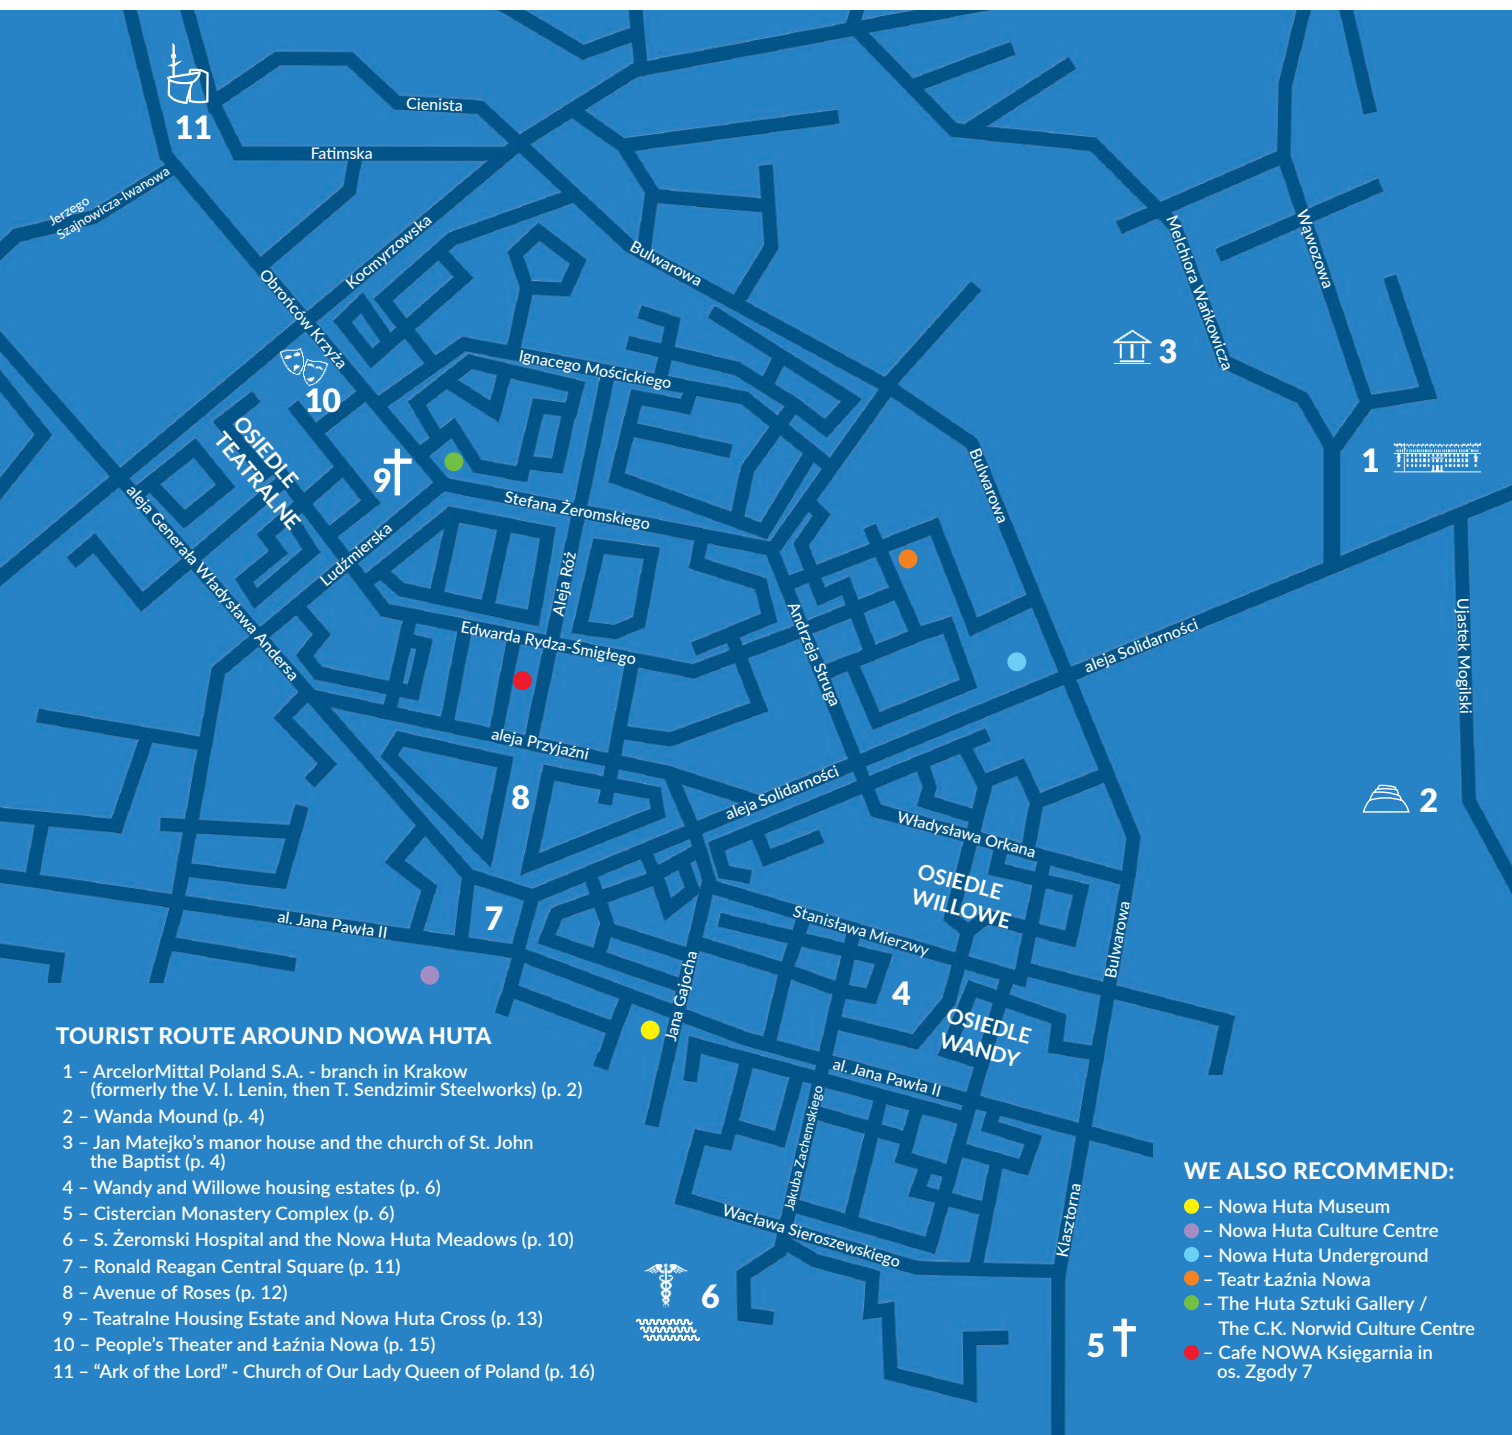 11
Cienista
Fatimska
Jerzego
Szajnowicza-Iwanowa
Kocmyrzowska
Obrońców Krzyża
Bulwarowa
Melchiora Wańkowicza
Wąwozowa
3
Ignacego Mościckiego
10
OSIEDLE
TEATRALNE
9
1
Bulwarowa
Stefana Żeromskiego
aleja Generała Władysława Andersa
Ludźmierska
Aleja Róż
Edwarda Rydza-Śmigłego
Andrzeja Struga
aleja Solidarności
Ujastek Mogilski
aleja Przyjaźni
8
aleja Solidarności
2
Władysława Orkana
OSIEDLE
WILLOWE
7
al. Jana Pawła II
Stanisława Mierzwy
Bulwarowa
Jana Gajocha
4
OSIEDLE
WANDY
al. Jana Pawła II
Jakuba Zachemskiego
Wacława Sieroszewskiego
Klasztorna
6
5
TOURIST ROUTE AROUND NOWA HUTA
1 – ArcelorMittal Poland S.A. - branch in Krakow
(formerly the V. I. Lenin, then T. Sendzimir Steelworks) (p. 2)
2 – Wanda Mound (p. 4)
3 – Jan Matejko's manor house and the church of St. John
the Baptist (p. 4)
4 – Wandy and Willowe housing estates (p. 6)
5 – Cistercian Monastery Complex (p. 6)
6 – S. Żeromski Hospital and the Nowa Huta Meadows (p. 10)
7 – Ronald Reagan Central Square (p. 11)
8 – Avenue of Roses (p. 12)
9 – Teatralne Housing Estate and Nowa Huta Cross (p. 13)
10 – People's Theater and Łaźnia Nowa (p. 15)
11 – “Ark of the Lord” - Church of Our Lady Queen of Poland (p. 16)
WE ALSO RECOMMEND:
– Nowa Huta Museum
– Nowa Huta Culture Centre
– Nowa Huta Underground
– Teatr Łaźnia Nowa
– The Huta Sztuki Gallery /
The C.K. Norwid Culture Centre
– Cafe NOWA Księgarnia in
os. Zgody 7